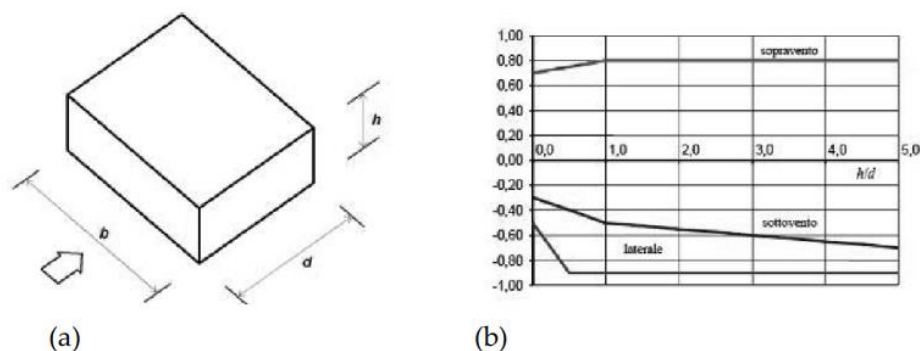 h
b
d
(a)
1,00
0,80
0,60
0,40
0,20
0,00
-0,20
-0,40
-0,60
-0,80
-1,00
0,0 1,0 2,0 3,0 4,0 5,0
h/d
sopravento
sottovento
laterale
(b)